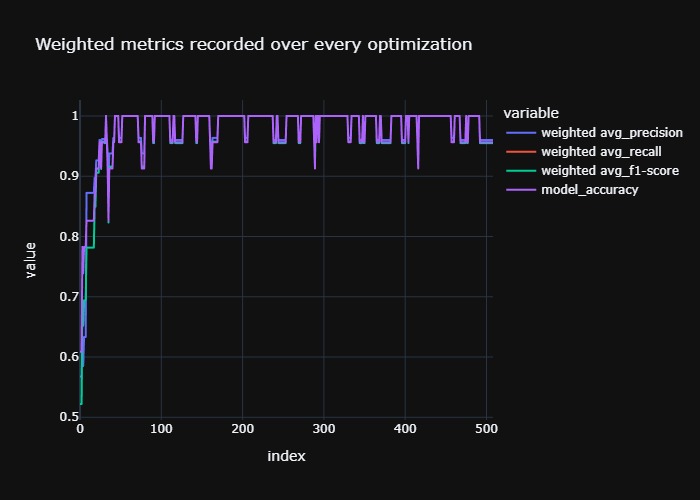 Weighted metrics recorded over every optimization
variable
weighted avg_precision
weighted avg_recall
weighted avg_f1-score
model_accuracy
value
1
0.9
0.8
0.7
0.6
0.5
0 100 200 300 400 500
index